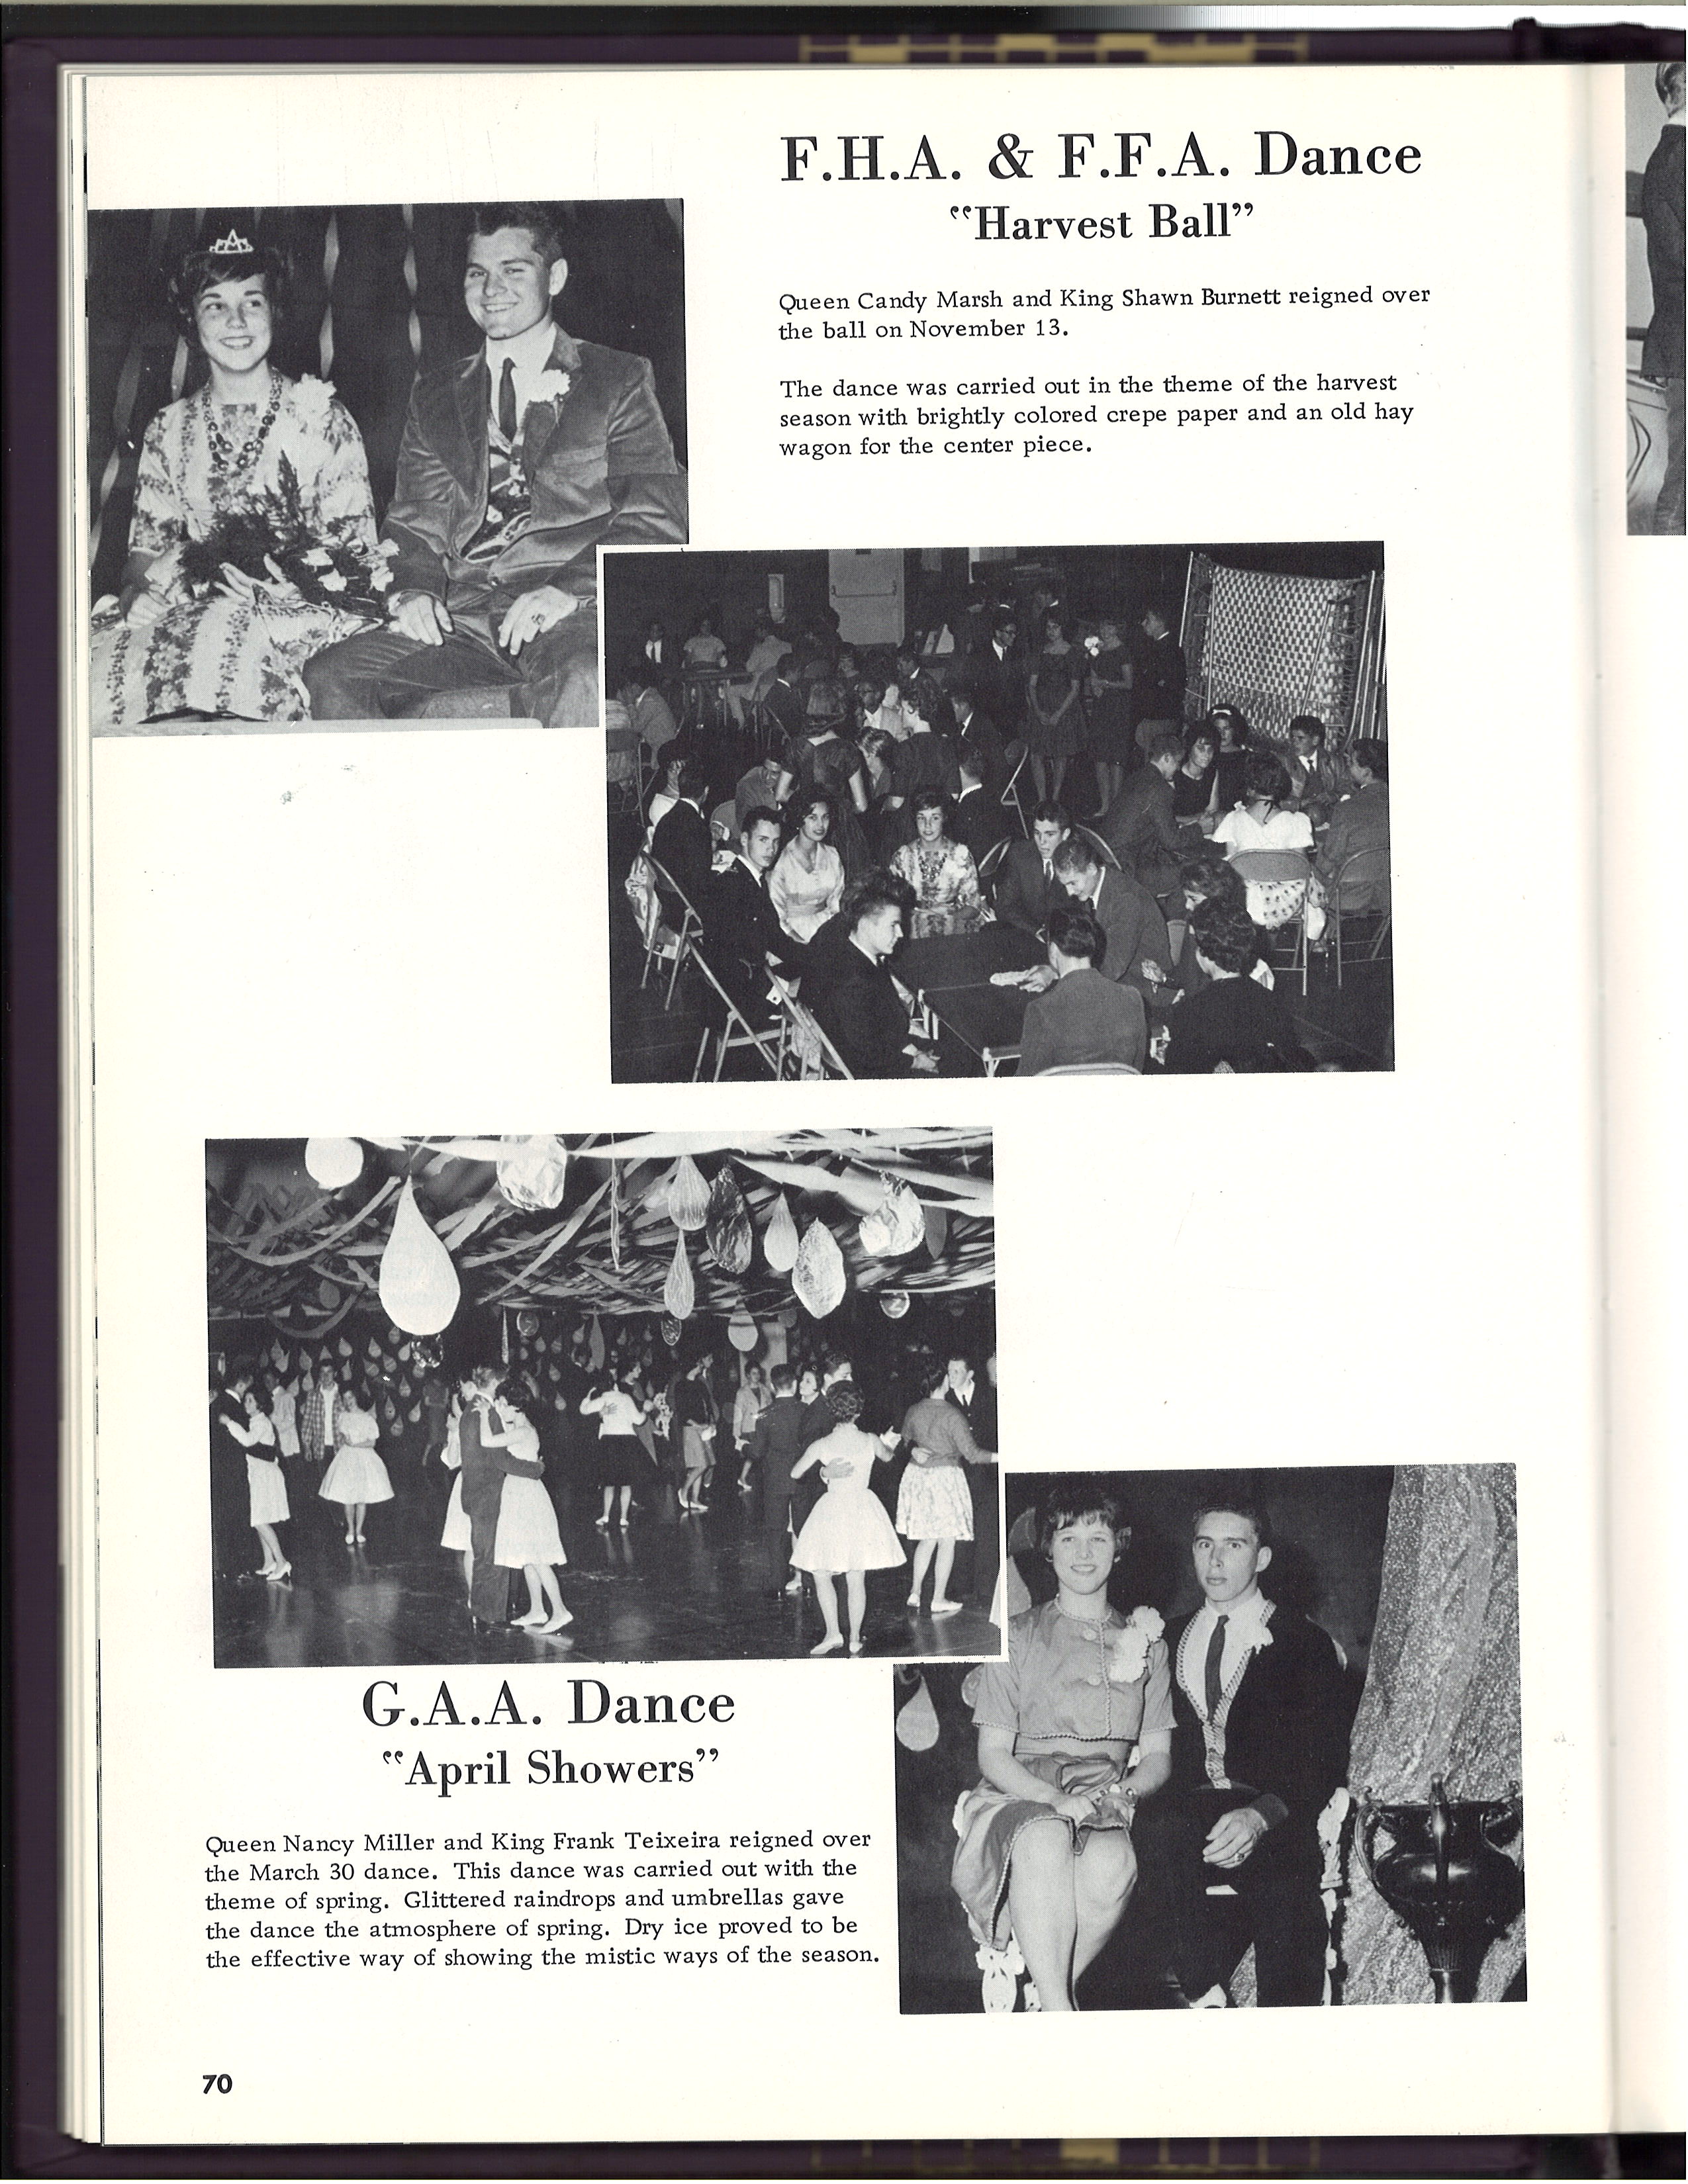 F.H.A. & F.F.A. Dance
“Harvest Ball”
Queen Candy Marsh and King Shawn Burnett reigned over
the ball on November 13.
The dance was carried out in the theme of the harvest
season with brightly colored crepe paper and an old hay
wagon for the center piece.
G.A.A. Dance
“April Showers”
Queen Nancy Miller and King Frank Teixeira reigned over
the March 30 dance. This dance was carried out with the
theme of spring. Glittered raindrops and umbrellas gave
the dance the atmosphere of spring. Dry ice proved to be
the effective way of showing the mistic ways of the season.
70